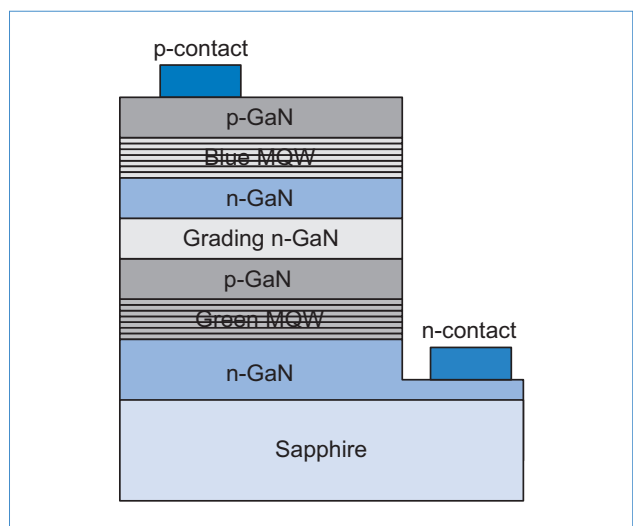 p-contact
p-GaN
Blue MQW
n-GaN
Grading n-GaN
p-GaN
Green MQW
n-contact
n-GaN
Sapphire